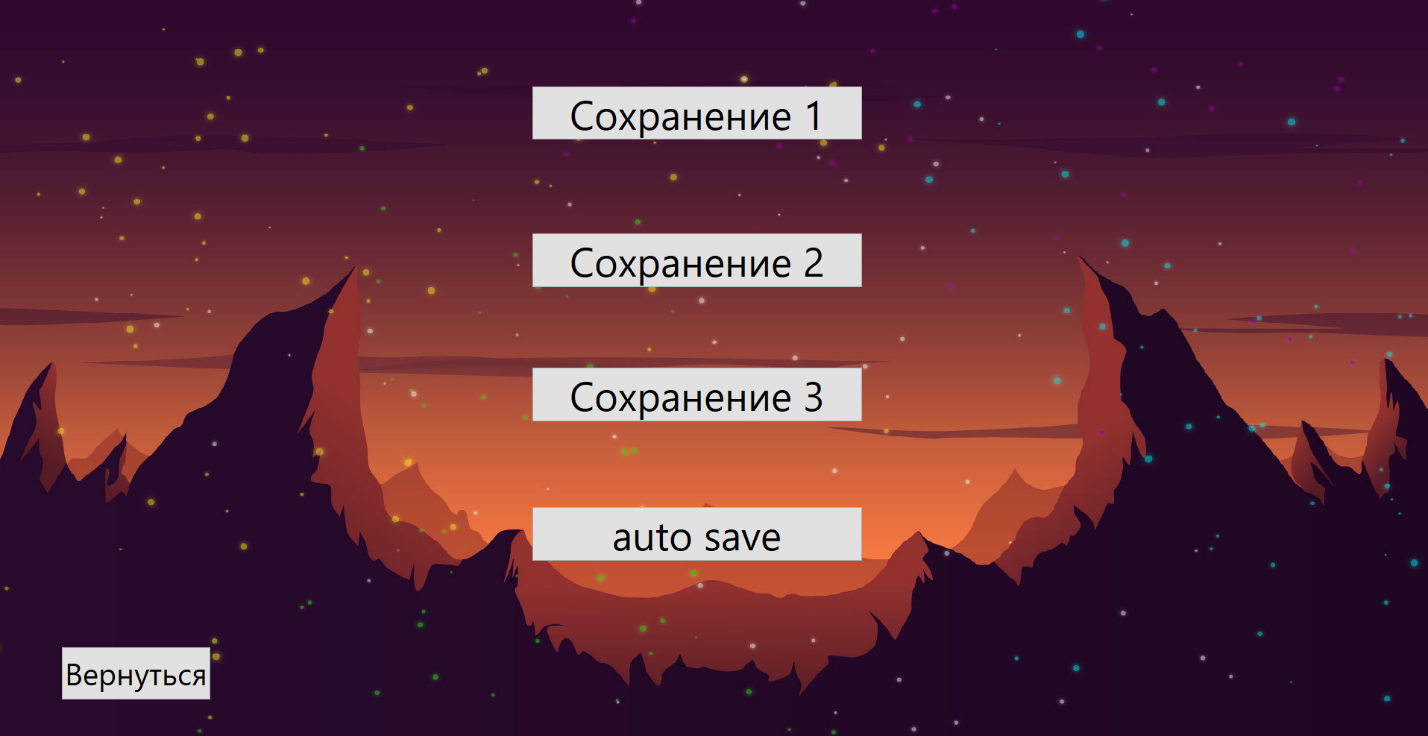 Сохранение 1
Сохранение 2
Сохранение 3
auto save
Вернуться